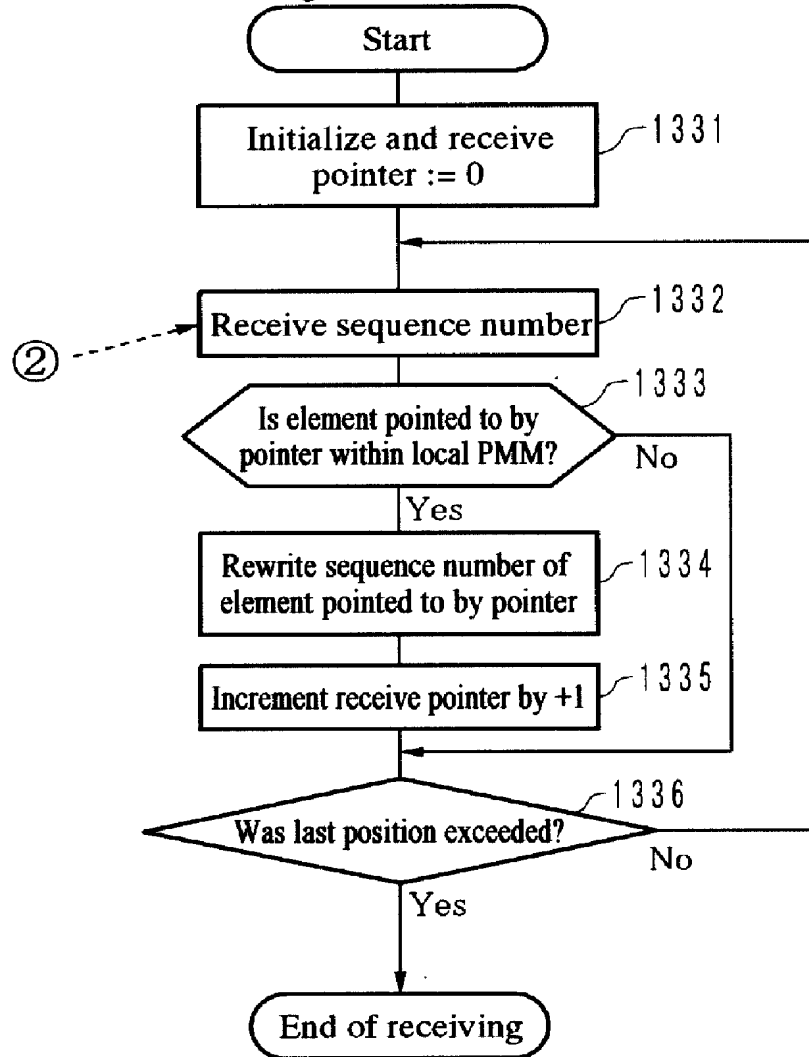 Start
Initialize and receive
pointer := 0
1331
Receive sequence number
1332
②
Is element pointed to by
pointer within local PMM?
1333
No
Yes
Rewrite sequence number of
element pointed to by pointer
1334
Increment receive pointer by +1
1335
Was last position exceeded?
1336
No
Yes
End of receiving